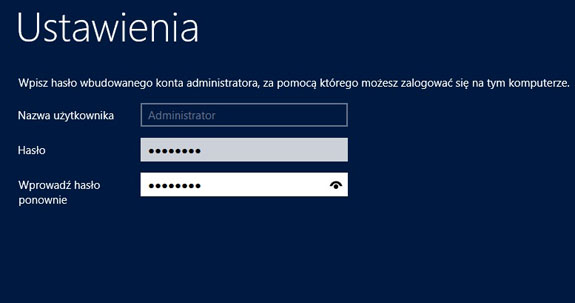 Ustawienia
Wpisz hasło wbudowanego konta administratora, za pomocą którego możesz zalogować się na tym komputerze.
Nazwa użytkownika Administrator
Hasło ●●●●●●●●
Wprowadź hasło ●●●●●●●●
ponownie